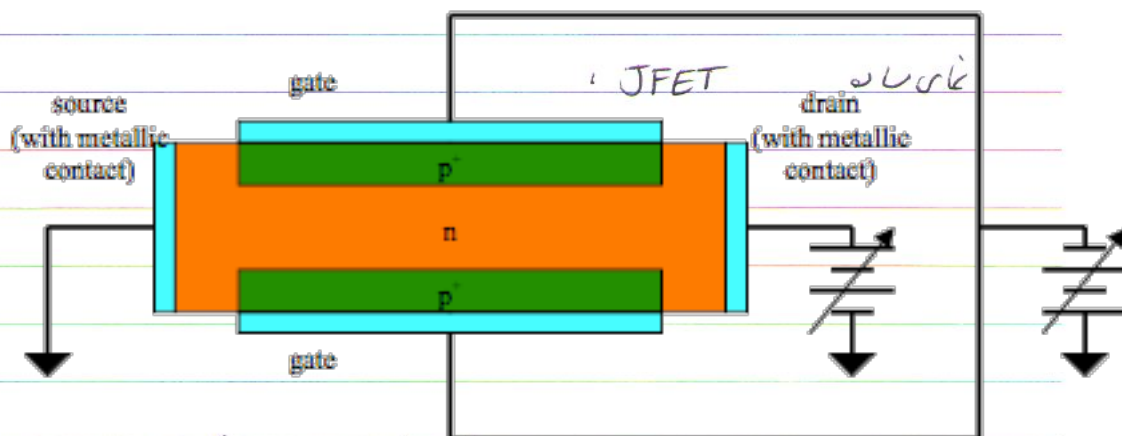 gate
JFET
source
(with metallic
contact)
drain
(with metallic
contact)
p⁺
n
p⁺
gate